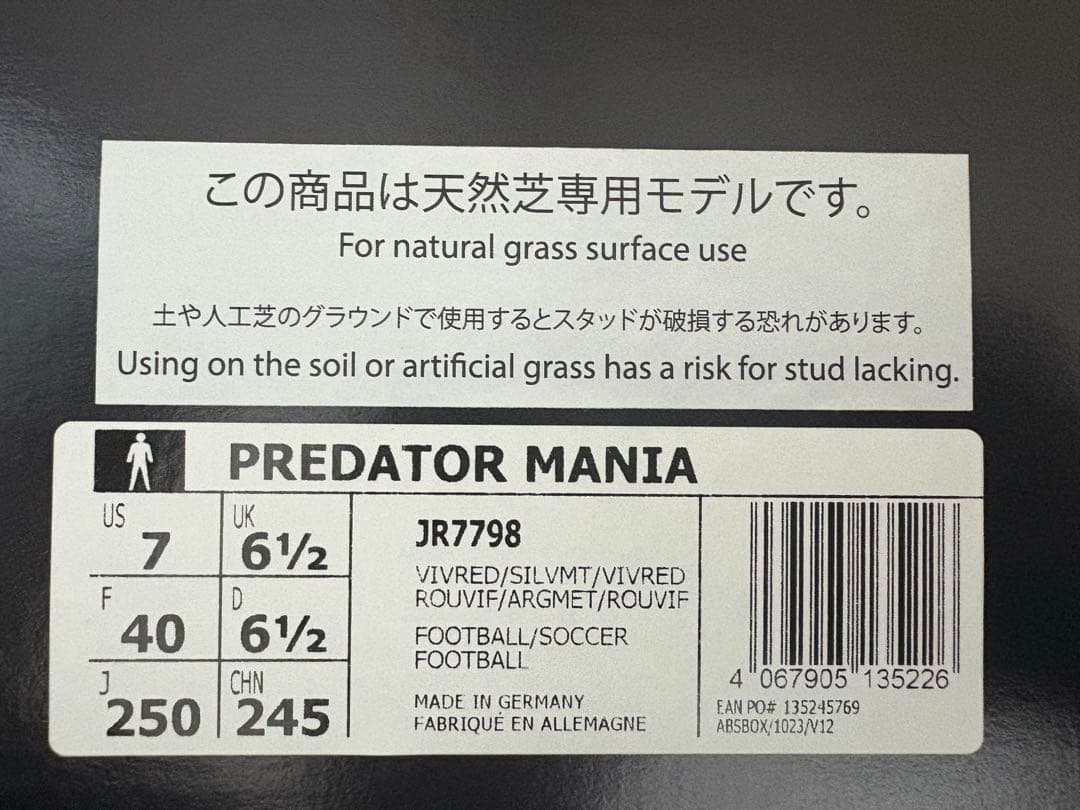 この商品は天然芝専用モデルです。
For natural grass surface use
土や人工芝のグラウンドで使用するとスタッドが破損する恐れがあります。
Using on the soil or artificial grass has a risk for stud lacking.
PREDATOR MANIA
US 7 UK 6½
F 40 D 6½
J 250 CHN 245
JR7798
VIVRED/SILVMT/VIVRED
ROUVIF/ARGMET/ROUVIF
FOOTBALL/SOCCER
FOOTBALL
MADE IN GERMANY
FABRIQUÉ EN ALLEMAGNE
4 067905 135226
EAN PO# 135245769
ABSBOX/1023/V12